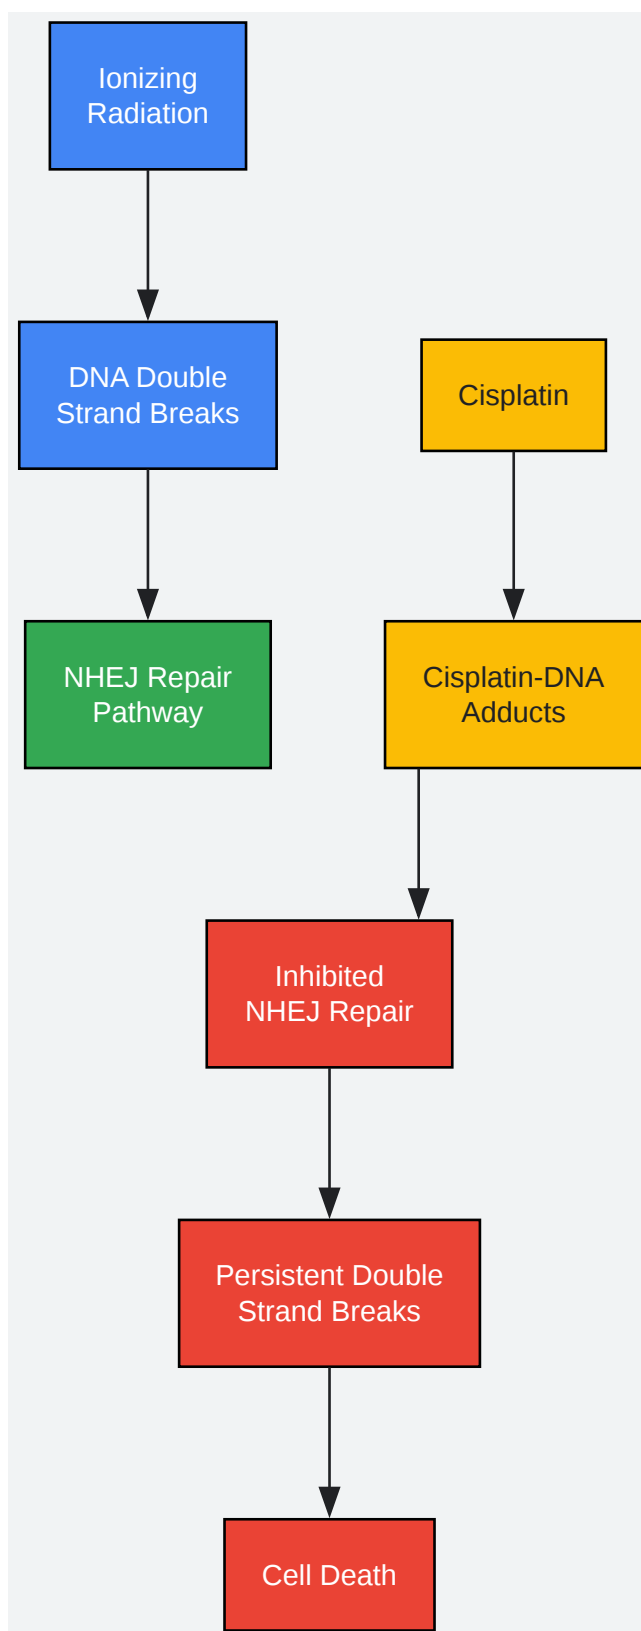 Ionizing
Radiation
DNA Double
Strand Breaks
Cisplatin
NHEJ Repair
Pathway
Cisplatin-DNA
Adducts
Inhibited
NHEJ Repair
Persistent Double
Strand Breaks
Cell Death